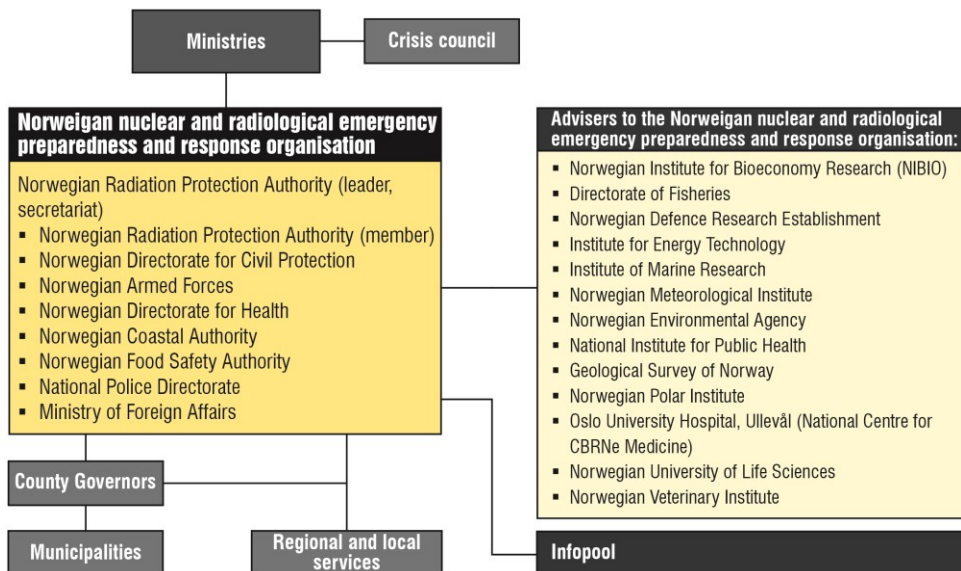 Ministries
Crisis council
Norweigan nuclear and radiological emergency
preparedness and response organisation
Norwegian Radiation Protection Authority (leader,
secretariat)
▪ Norwegian Radiation Protection Authority (member)
▪ Norwegian Directorate for Civil Protection
▪ Norwegian Armed Forces
▪ Norwegian Directorate for Health
▪ Norwegian Coastal Authority
▪ Norwegian Food Safety Authority
▪ National Police Directorate
▪ Ministry of Foreign Affairs
Advisers to the Norweigan nuclear and radiological
emergency preparedness and response organisation:
▪ Norwegian Institute for Bioeconomy Research (NIBIO)
▪ Directorate of Fisheries
▪ Norwegian Defence Research Establishment
▪ Institute for Energy Technology
▪ Institute of Marine Research
▪ Norwegian Meteorological Institute
▪ Norwegian Environmental Agency
▪ National Institute for Public Health
▪ Geological Survey of Norway
▪ Norwegian Polar Institute
▪ Oslo University Hospital, Ullevål (National Centre for
CBRNe Medicine)
▪ Norwegian University of Life Sciences
▪ Norwegian Veterinary Institute
County Governors
Municipalities
Regional and local
services
Infopool